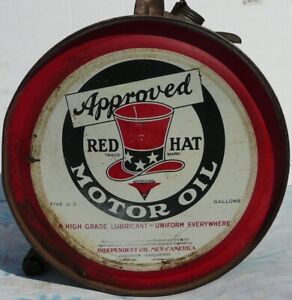 Approved
RED HAT
TRADE MARK
MOTOR OIL
FIVE U.S. GALLONS
A HIGH GRADE LUBRICANT - UNIFORM EVERYWHERE
INDEPENDENT OIL MEN of AMERICA